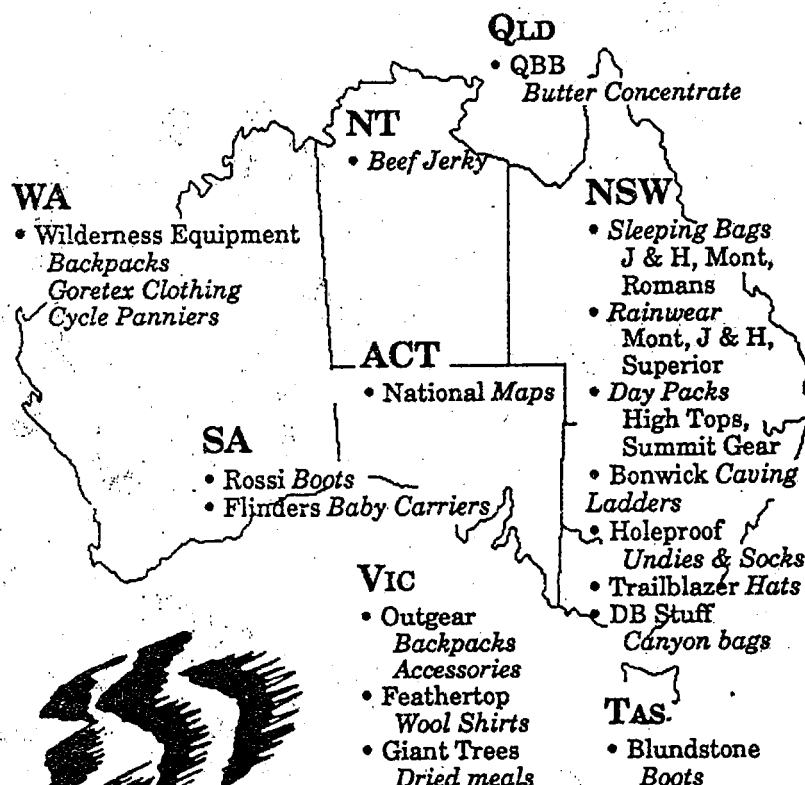 QLD
• QBB
Butter Concentrate
NT
• Beef Jerky
WA
• Wilderness Equipment
Backpacks
Goretex Clothing
Cycle Panniers
NSW
• Sleeping Bags
J & H, Mont,
Romans
• Rainwear
Mont, J & H,
Superior
• Day Packs
High Tops,
Summit Gear
• Bonwick Caving
Ladders
• Holeproof
Undies & Socks
• Trailblazer Hats
• DB Stuff
Canyon bags
ACT
• National Maps
SA
• Rossi Boots
• Flinders Baby Carriers
VIC
• Outgear
Backpacks
Accessories
• Feathertop
Wool Shirts
• Giant Trees
Dried meals
TAS.
• Blundstone
Boots